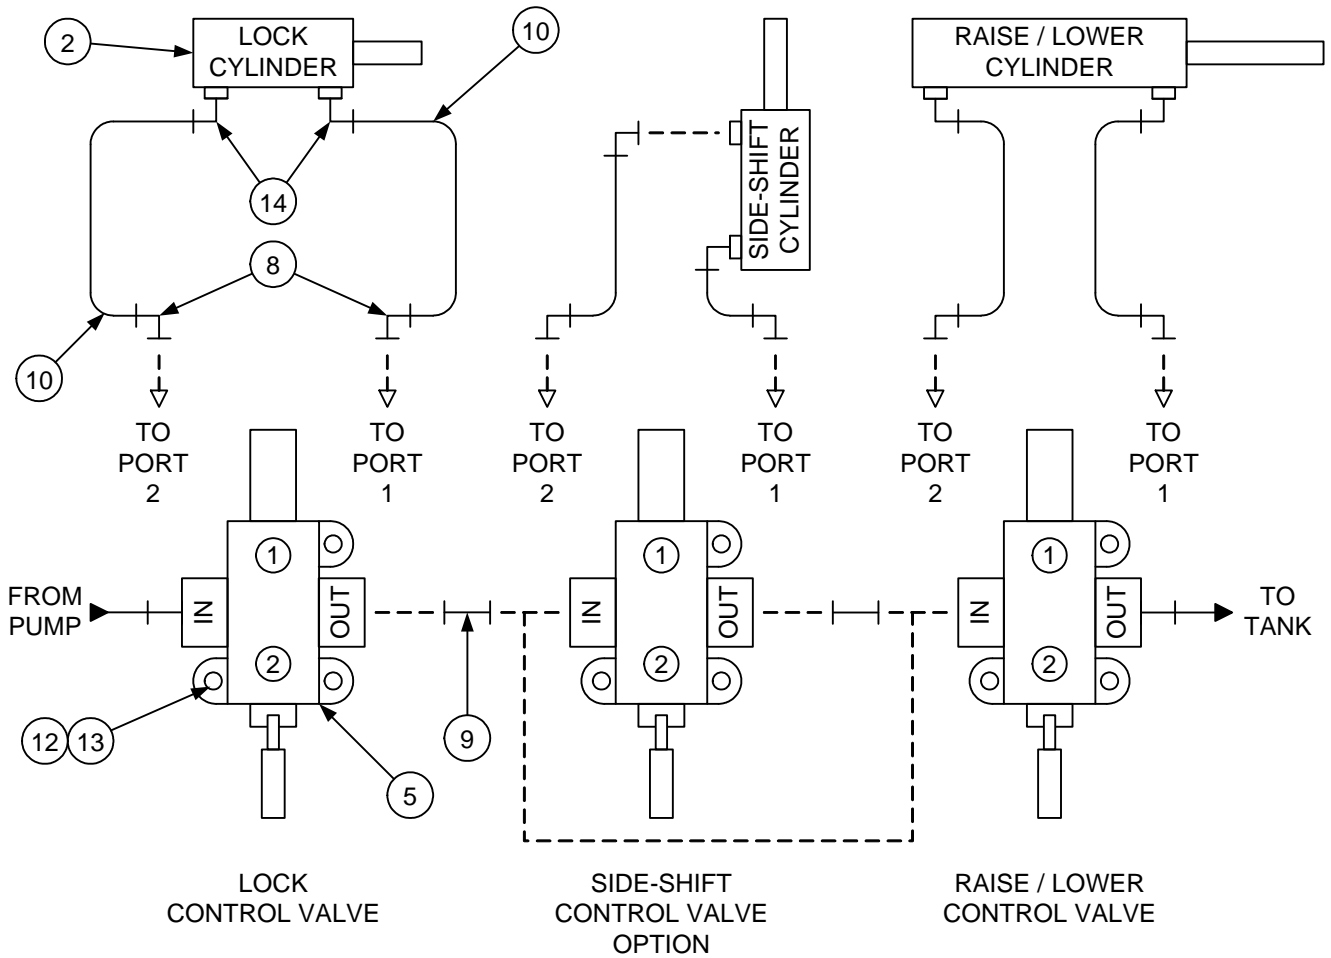 2
LOCK
CYLINDER
10
RAISE / LOWER
CYLINDER
SIDE-SHIFT
CYLINDER
14
8
10
TO
PORT
2
TO
PORT
1
TO
PORT
2
TO
PORT
1
TO
PORT
2
TO
PORT
1
FROM
PUMP
IN
1
2
OUT
IN
1
2
OUT
IN
1
2
OUT
TO
TANK
12
13
9
5
LOCK
CONTROL VALVE
SIDE-SHIFT
CONTROL VALVE
OPTION
RAISE / LOWER
CONTROL VALVE